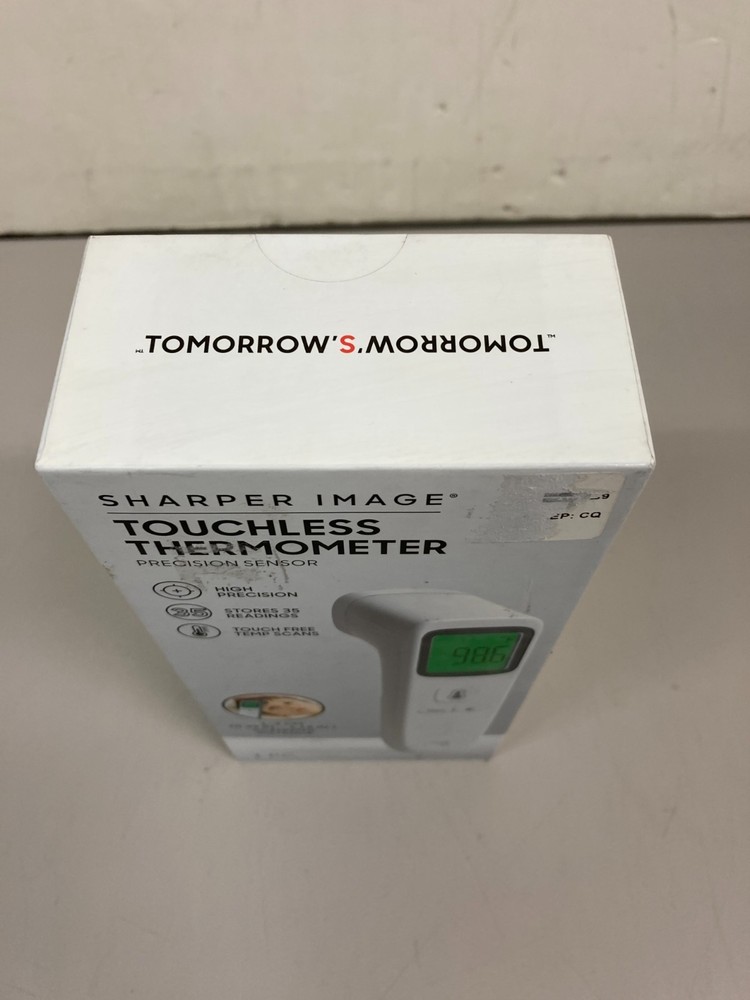 TOMORROW'S.TOMORROW™
SHARPER IMAGE®
TOUCHLESS
THERMOMETER
PRECISION SENSOR
HIGH
PRECISION
35
STORES 35
READINGS
TOUCH FREE
TEMP SCANS
98.6
EP: CQ